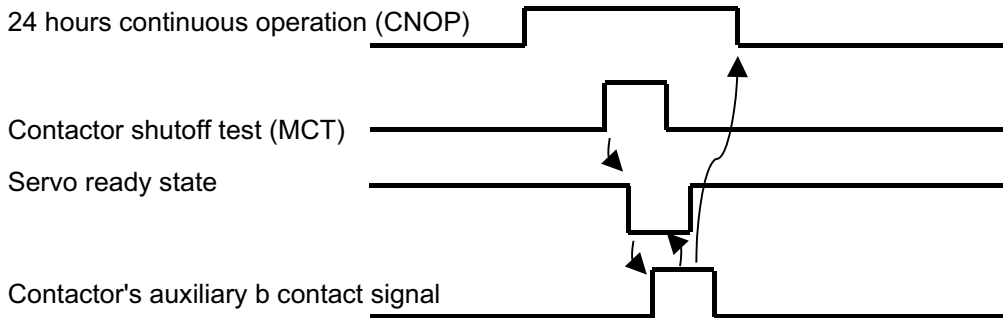 24 hours continuous operation (CNOP)
Contactor shutoff test (MCT)
Servo ready state
Contactor's auxiliary b contact signal